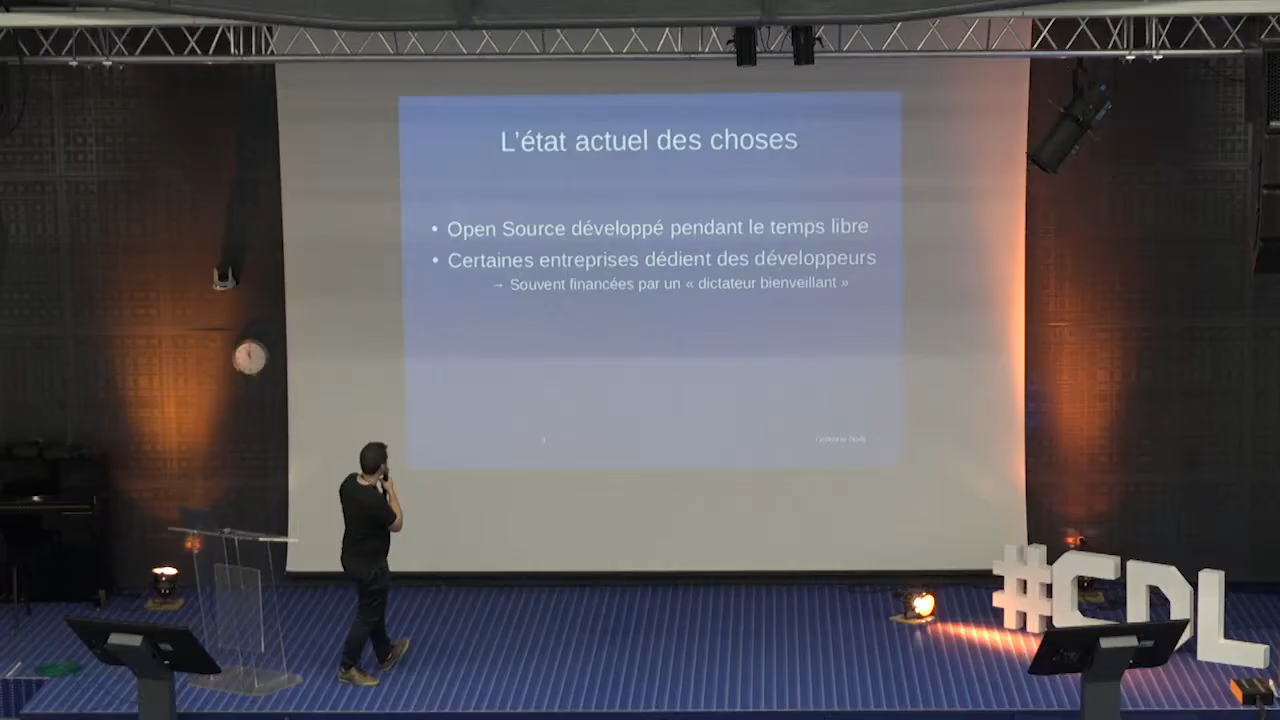 L'état actuel des choses
• Open Source développé pendant le temps libre
• Certaines entreprises dédient des développeurs
→ Souvent financées par un « dictateur bienveillant »
#CDL